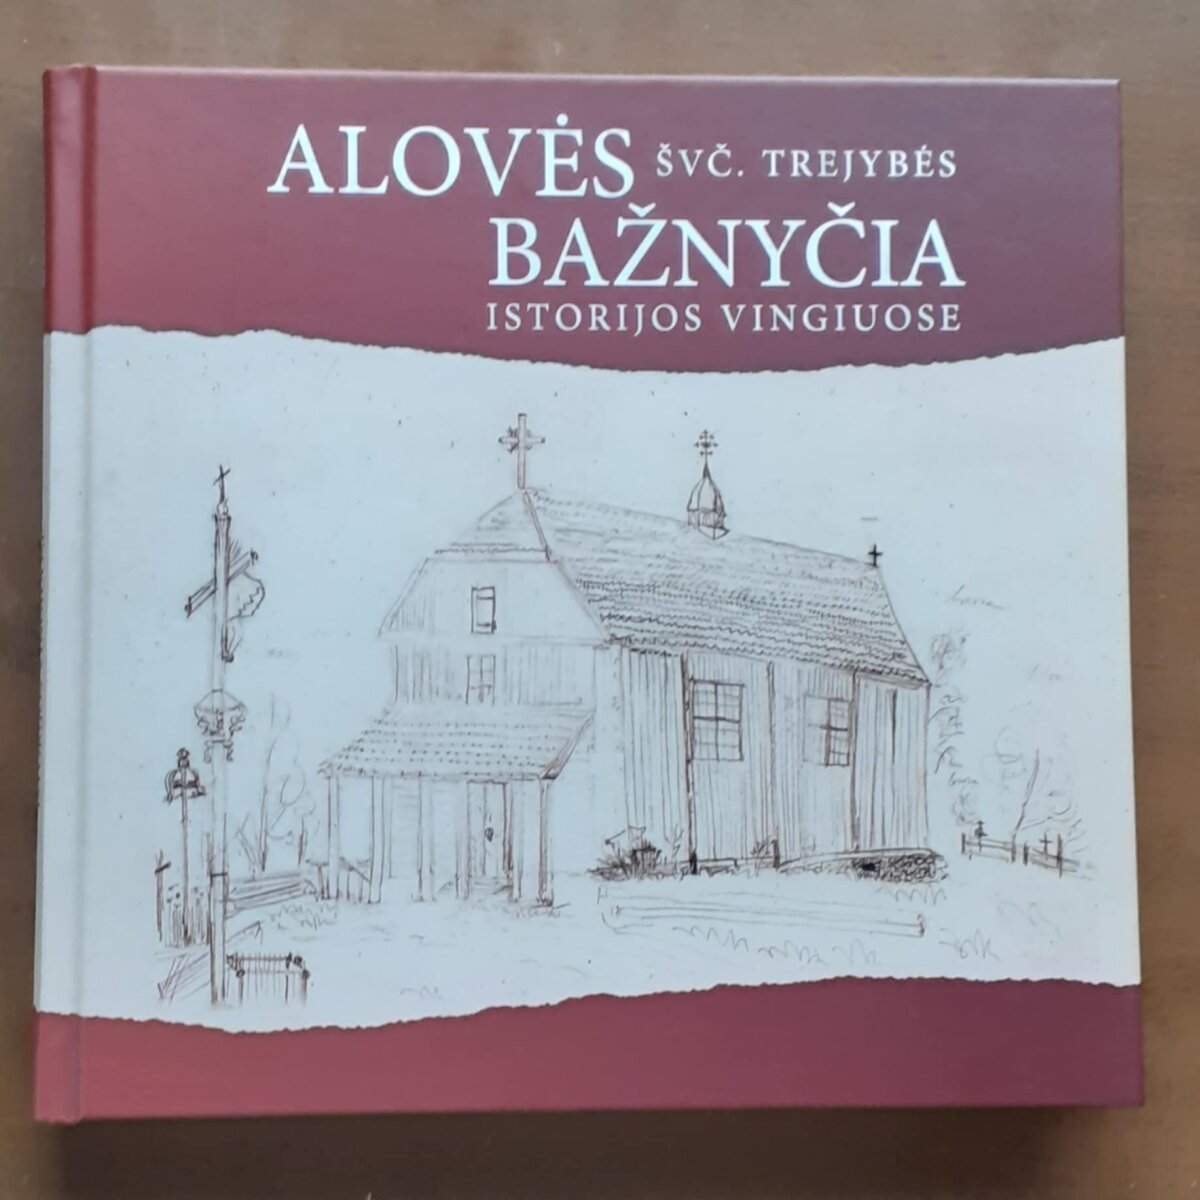 ALOVĖS ŠVČ. TREJYBĖS
BAŽNYČIA
ISTORIJOS VINGIUOSE